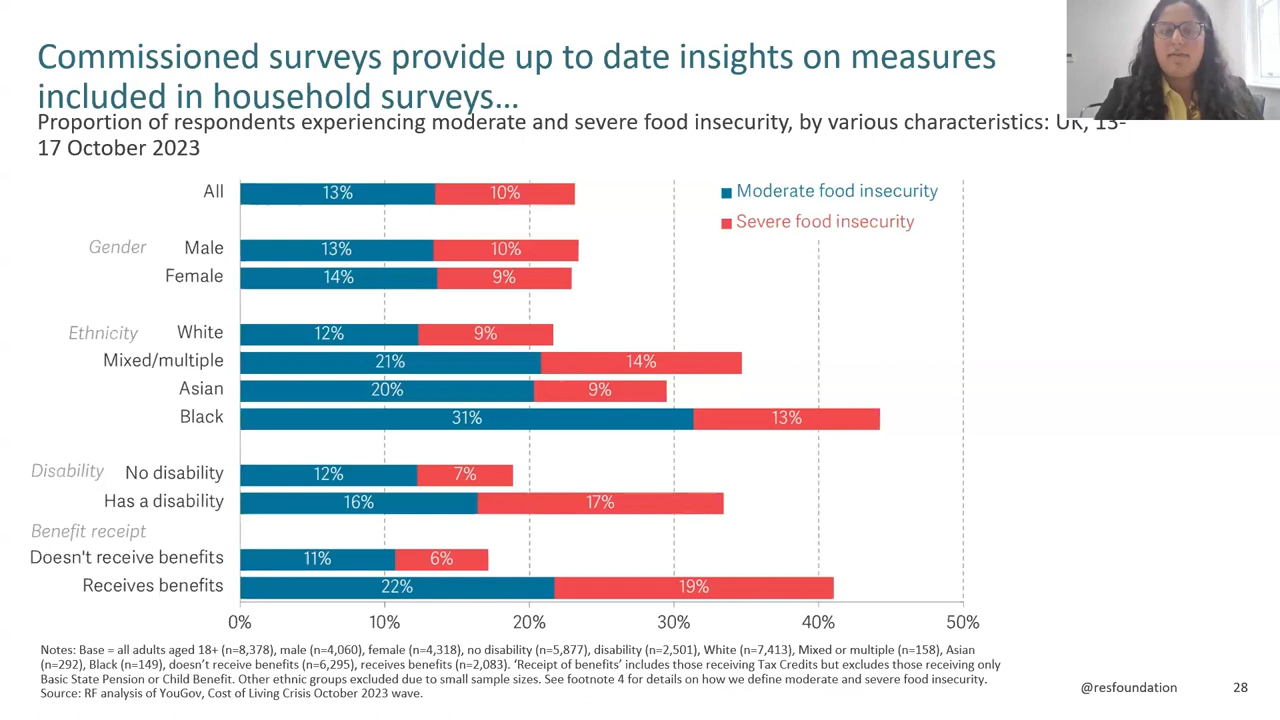 Commissioned surveys provide up to date insights on measures
included in household surveys…
Proportion of respondents experiencing moderate and severe food insecurity, by various characteristics: UK, 13-
17 October 2023
Moderate food insecurity
Severe food insecurity
All 13% 10%
Gender Male 13% 10%
Female 14% 9%
Ethnicity White 12% 9%
Mixed/multiple 21% 14%
Asian 20% 9%
Black 31% 13%
Disability No disability 12% 7%
Has a disability 16% 17%
Benefit receipt
Doesn't receive benefits 11% 6%
Receives benefits 22% 19%
0% 10% 20% 30% 40% 50%
Notes: Base = all adults aged 18+ (n=8,378), male (n=4,060), female (n=4,318), no disability (n=5,877), disability (n=2,501), White (n=7,413), Mixed or multiple (n=158), Asian
(n=292), Black (n=149), doesn't receive benefits (n=6,295), receives benefits (n=2,083). 'Receipt of benefits' includes those receiving Tax Credits but excludes those receiving only
Basic State Pension or Child Benefit. Other ethnic groups excluded due to small sample sizes. See footnote 4 for details on how we define moderate and severe food insecurity.
Source: RF analysis of YouGov, Cost of Living Crisis October 2023 wave.
@resfoundation 28